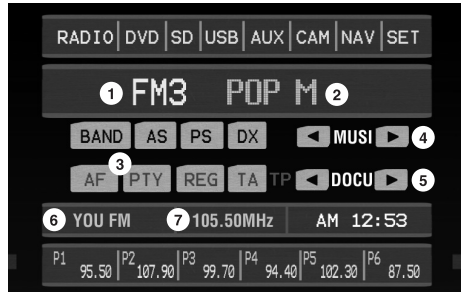 RADIO DVD SD USB AUX CAM NAV SET
1 FM3 POP M 2
BAND AS PS DX MUSI 4
3
AF PTY REG TA TP DOCU 5
6 YOU FM 7 105.50MHz AM 12:53
P1 95.50 P2 107.90 P3 99.70 P4 94.40 P5 102.30 P6 87.50